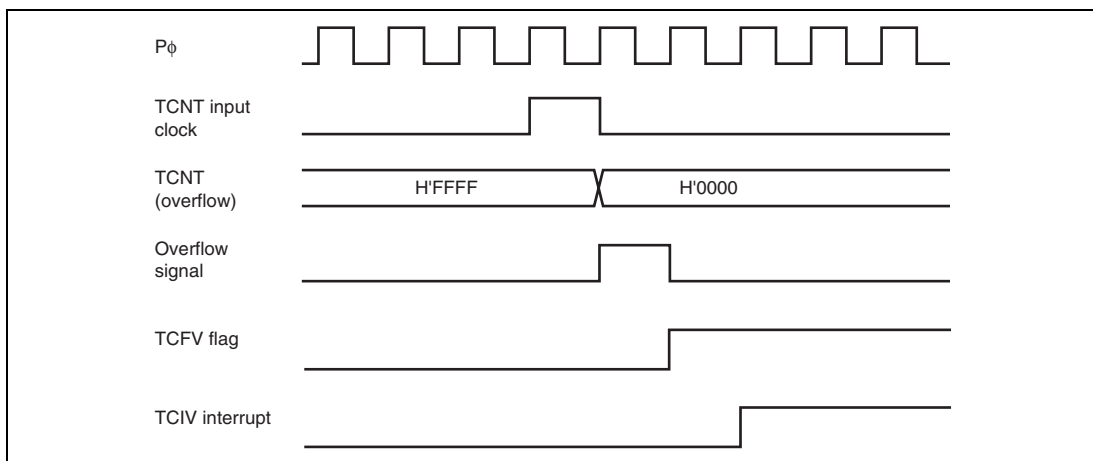 Pϕ
TCNT input
clock
TCNT
(overflow)
H'FFFF
H'0000
Overflow
signal
TCFV flag
TCIV interrupt